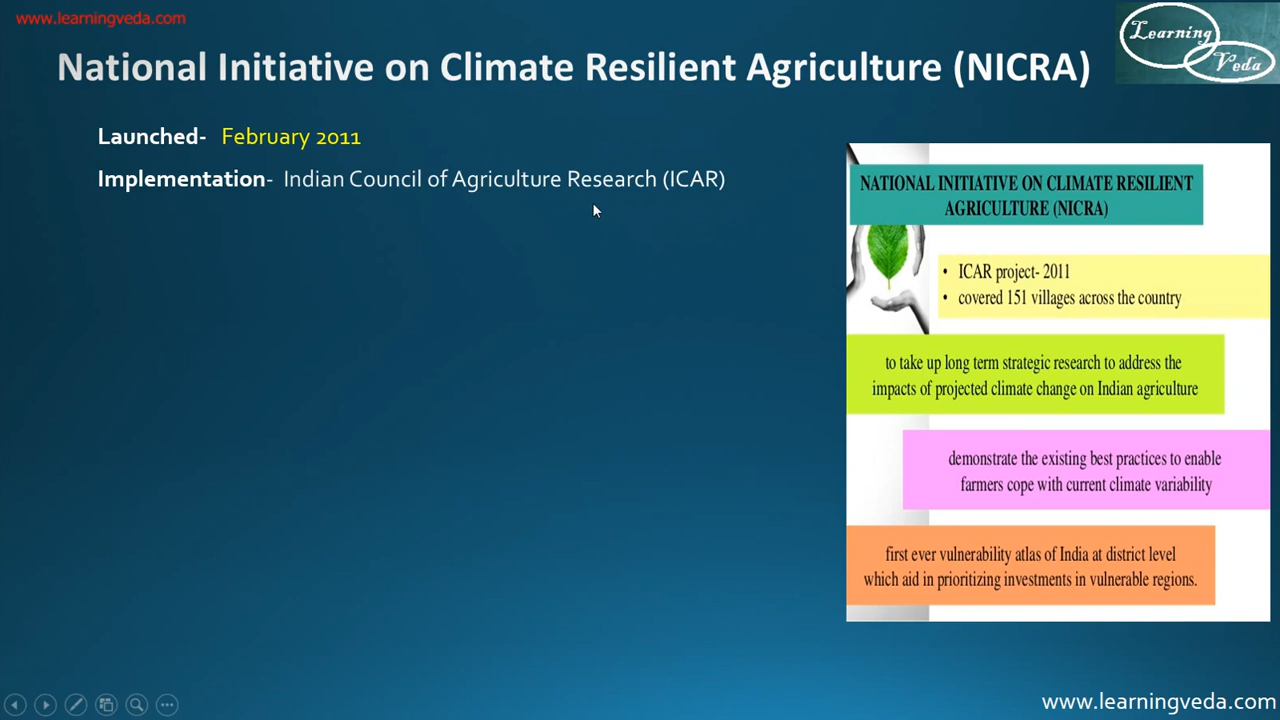 www.learningveda.com
Learning
Veda
National Initiative on Climate Resilient Agriculture (NICRA)
Launched- February 2011
Implementation- Indian Council of Agriculture Research (ICAR)
NATIONAL INITIATIVE ON CLIMATE RESILIENT
AGRICULTURE (NICRA)
• ICAR project- 2011
• covered 151 villages across the country
to take up long term strategic research to address the
impacts of projected climate change on Indian agriculture
demonstrate the existing best practices to enable
farmers cope with current climate variability
first ever vulnerability atlas of India at district level
which aid in prioritizing investments in vulnerable regions.
www.learningveda.com